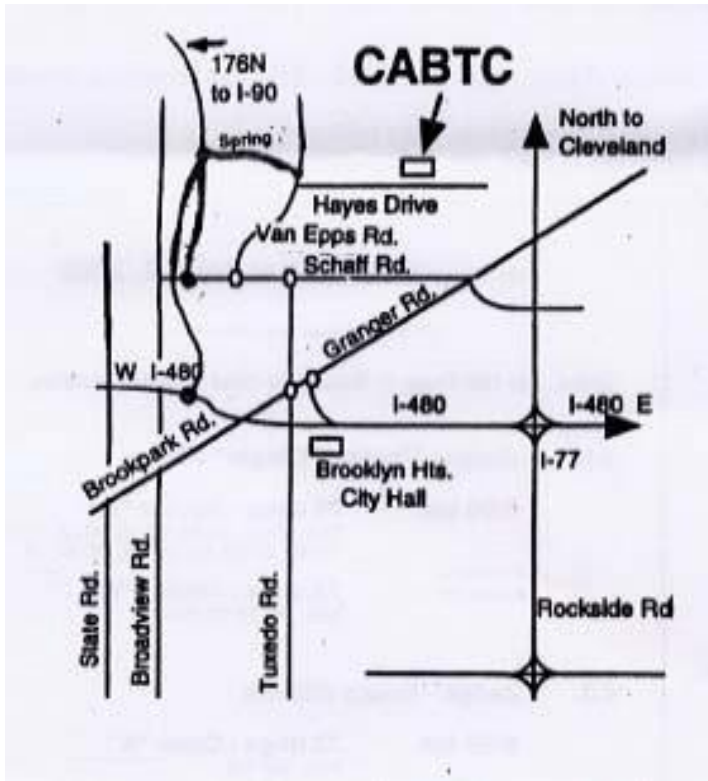 176N
to I-90
CABTC
North to
Cleveland
Spring
Hayes Drive
Van Epps Rd.
Schaff Rd.
Granger Rd.
W I-480
I-480
I-480 E
Brookpark Rd.
I-77
Brooklyn Hts.
City Hall
State Rd.
Broadview Rd.
Tuxedo Rd.
Rockside Rd